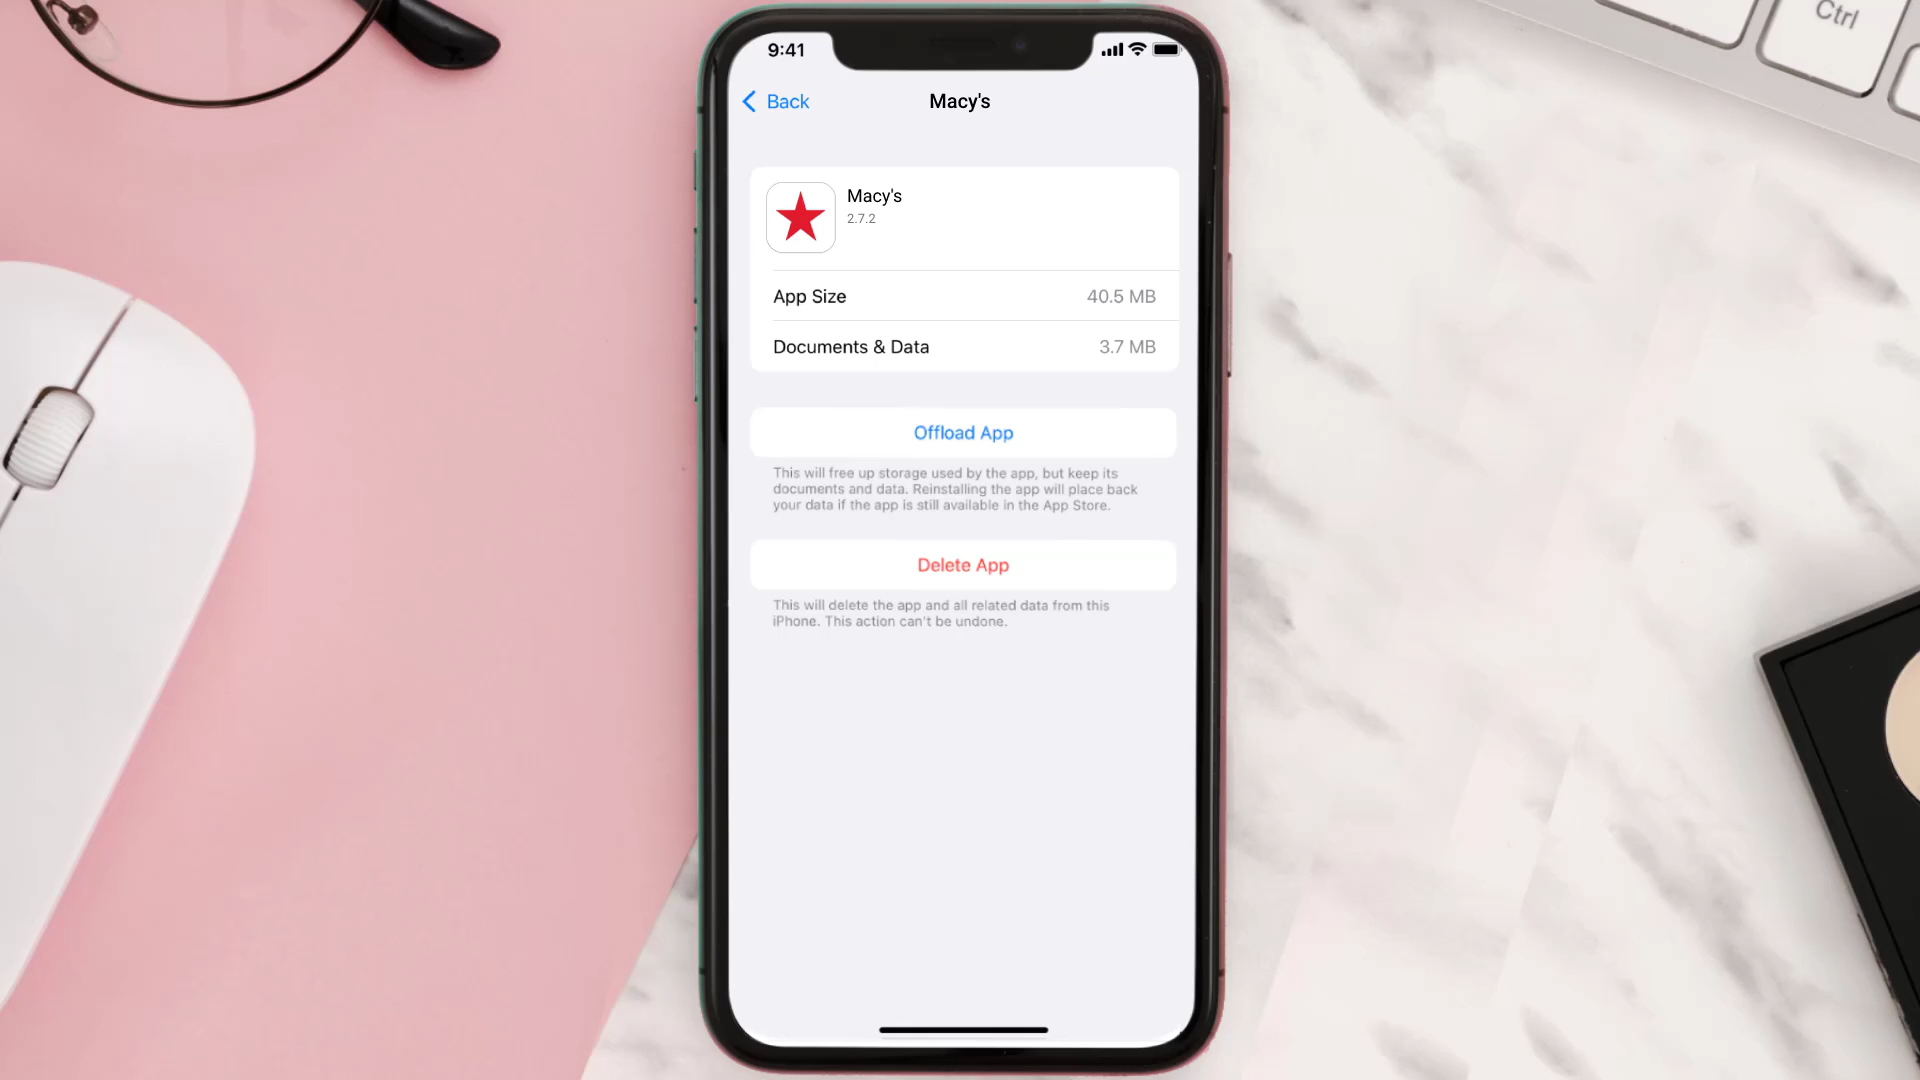 Ctrl
9:41
Back
Macy's
Macy's
2.7.2
App Size
40.5 MB
Documents & Data
3.7 MB
Offload App
This will free up storage used by the app, but keep its
documents and data. Reinstalling the app will place back
your data if the app is still available in the App Store.
Delete App
This will delete the app and all related data from this
iPhone. This action can't be undone.